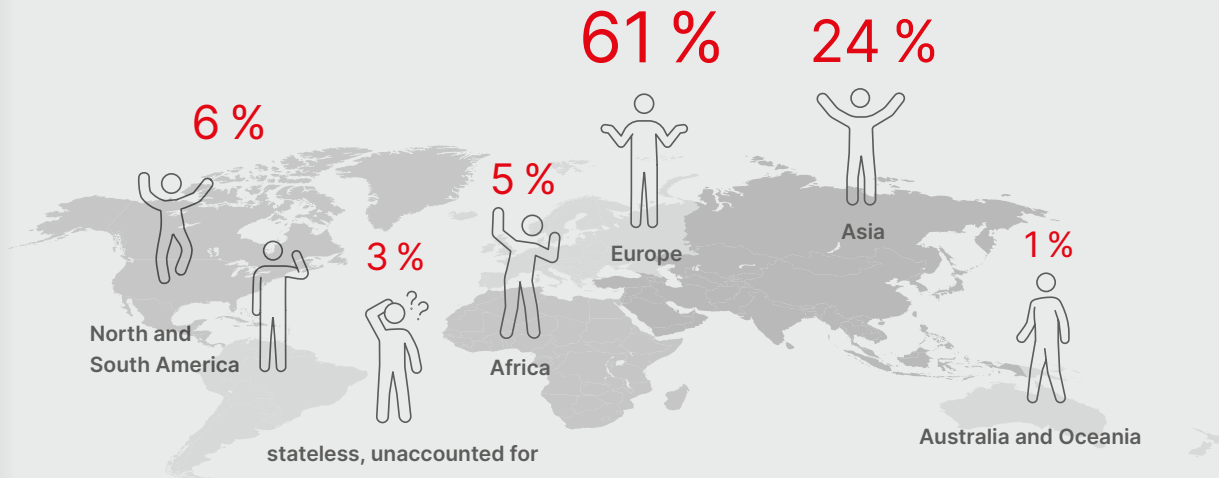 61 %
24 %
6 %
5 %
Asia
1 %
Europe
3 %
? ? ?
North and
South America
Africa
Australia and Oceania
stateless, unaccounted for